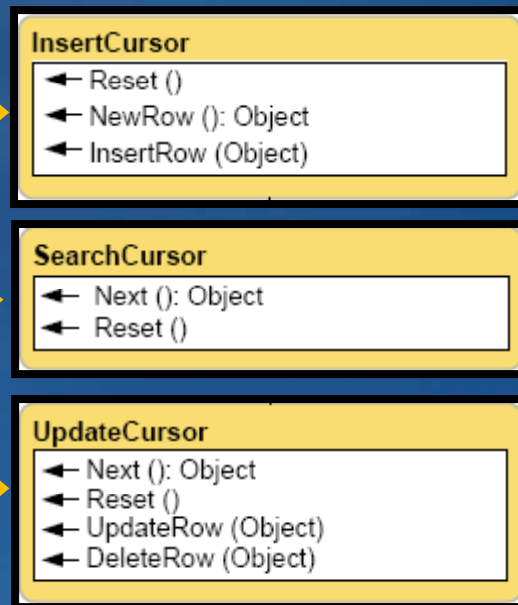 InsertCursor
Reset ()
NewRow (): Object
InsertRow (Object)
SearchCursor
Next (): Object
Reset ()
UpdateCursor
Next (): Object
Reset ()
UpdateRow (Object)
DeleteRow (Object)